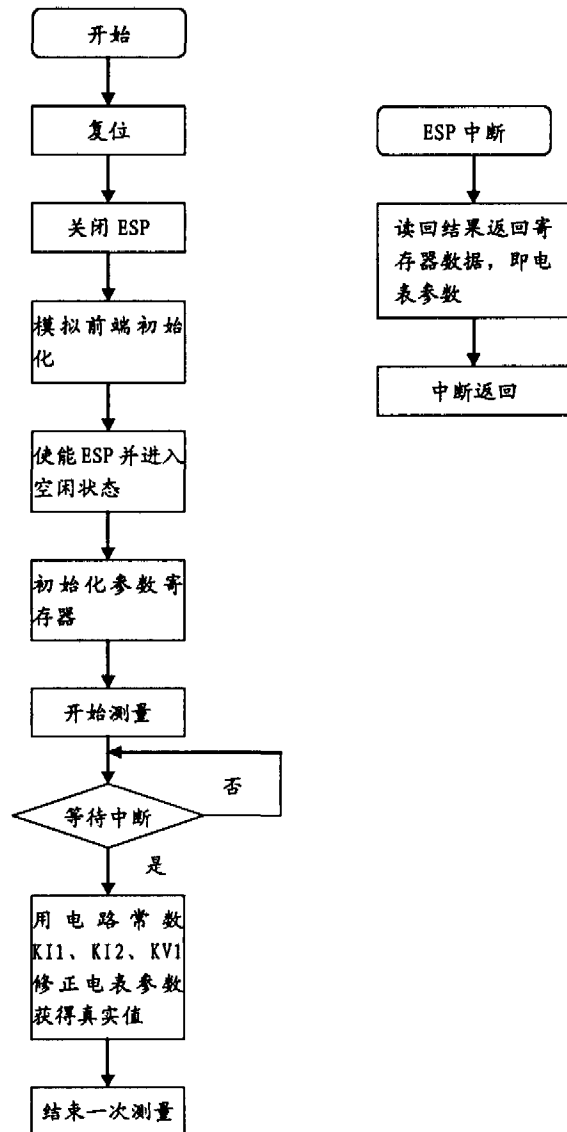 开始
复位
关闭 ESP
模拟前端初始
化
使能ESP并进入
空闲状态
初始化参数寄
存器
开始测量
否
等待中断
是
用电路常数
KI1、KI2、KV1
修正电表参数
获得真实值
结束一次测量
ESP 中断
读回结果返回寄
存器数据，即电
表参数
中断返回